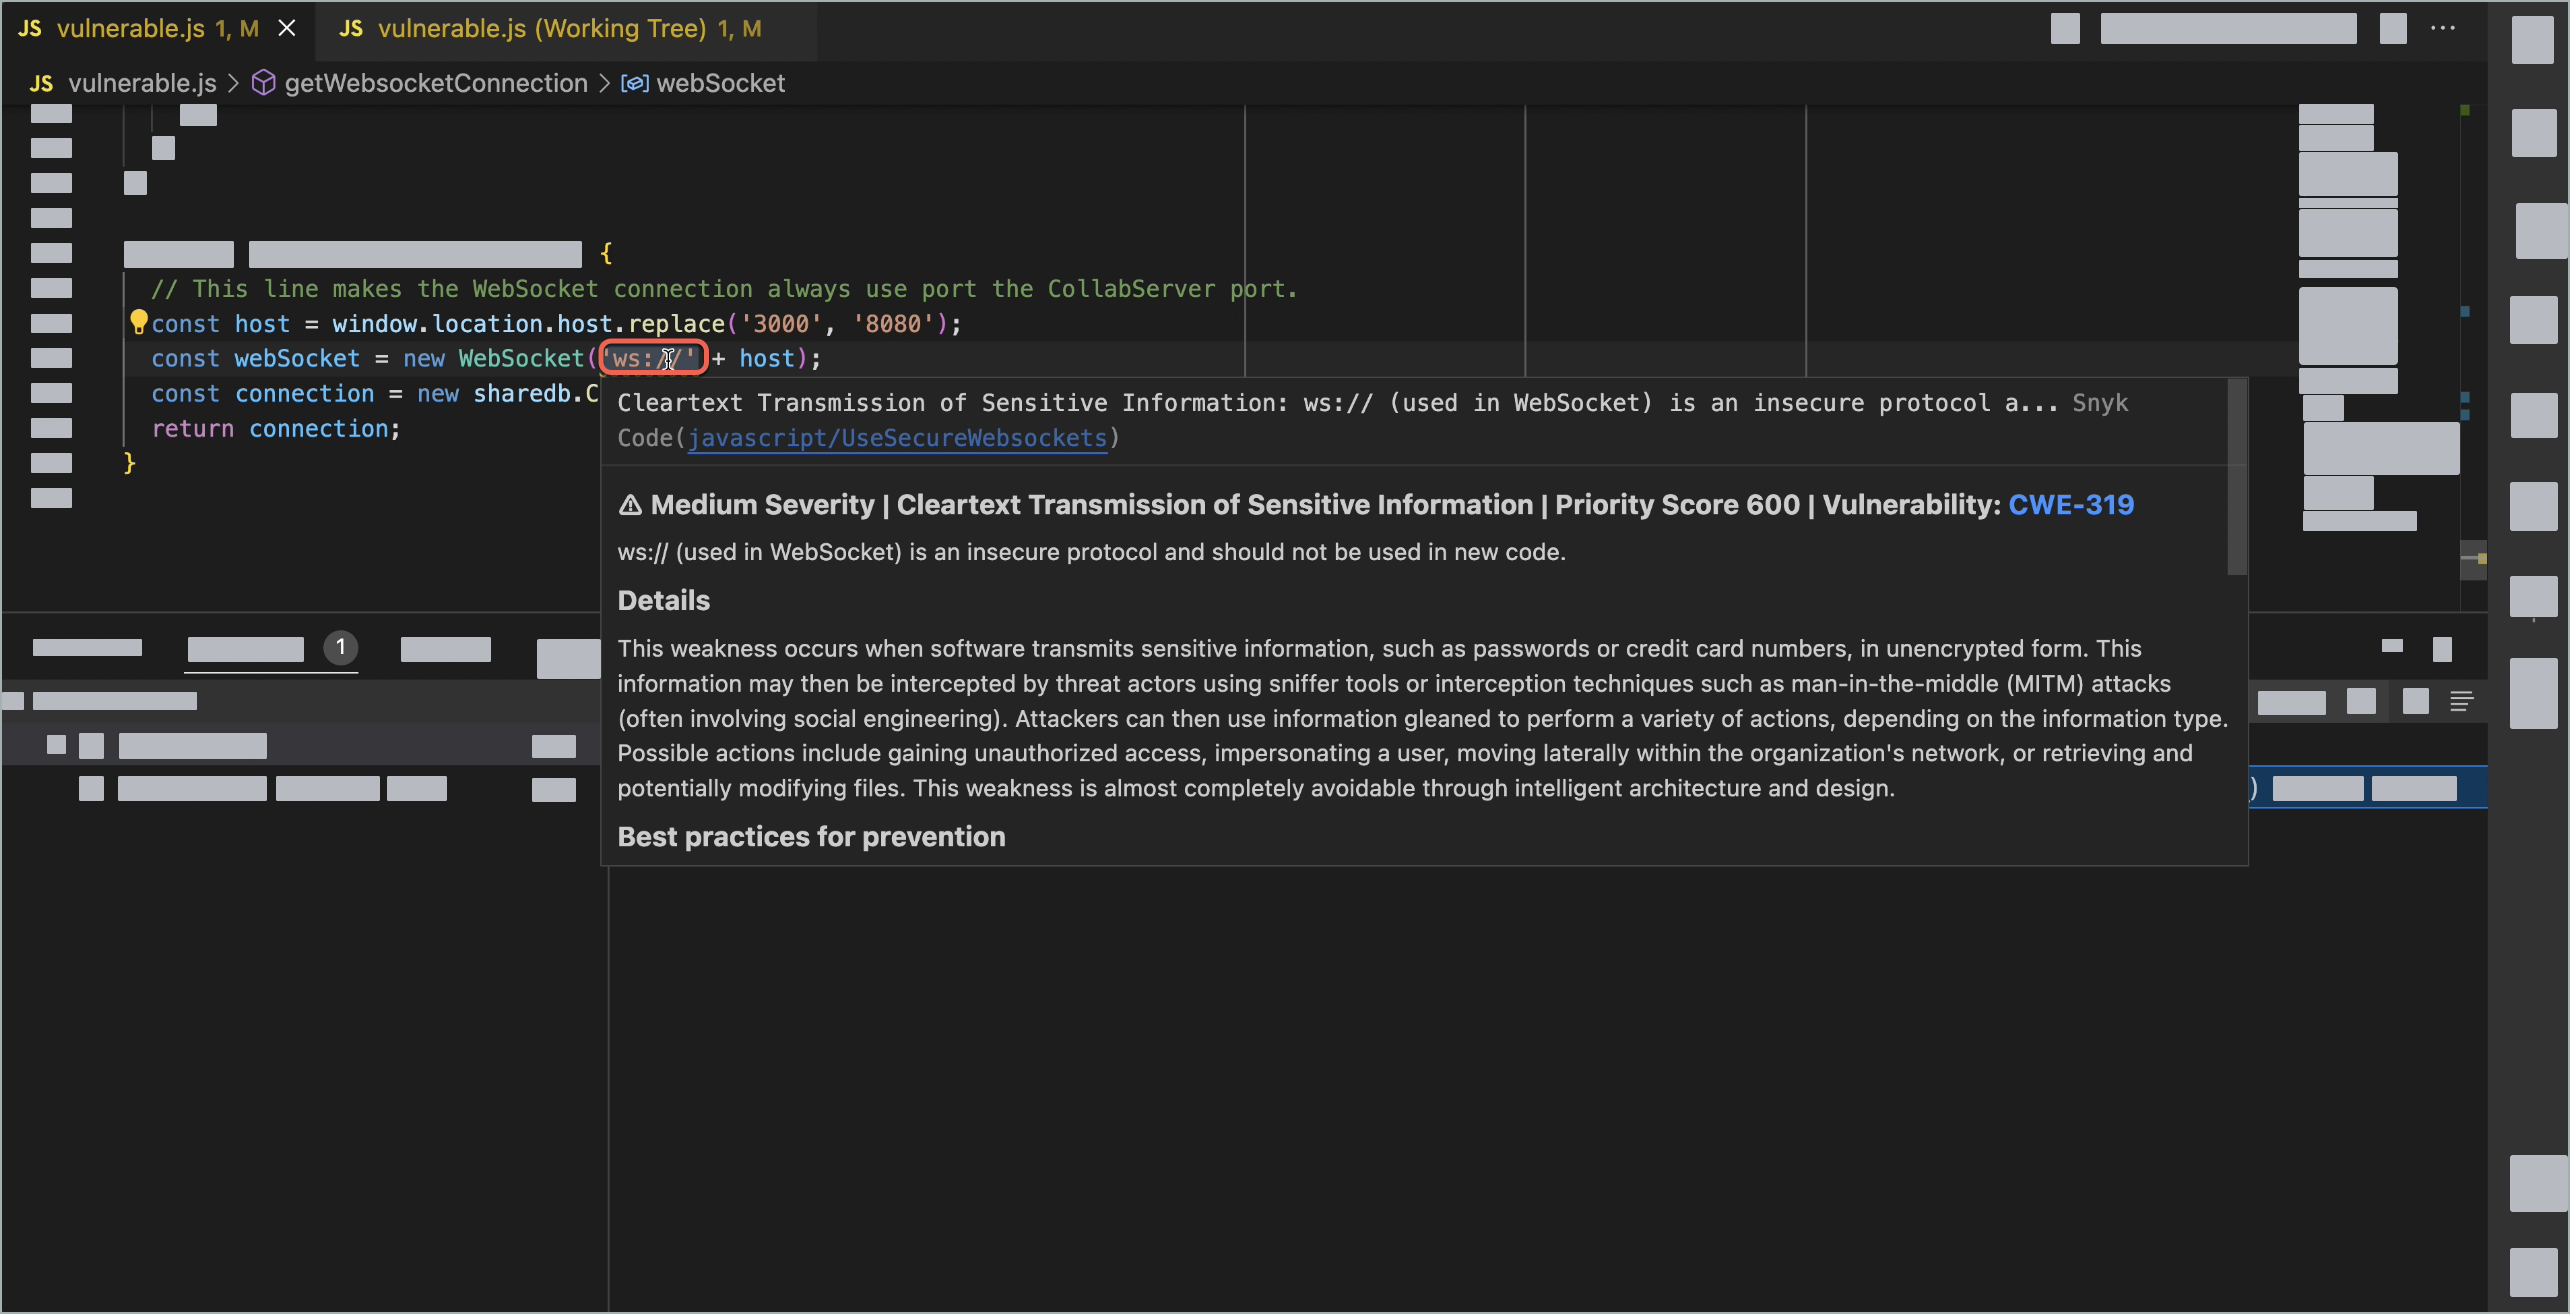 JS vulnerable.js 1, M
JS vulnerable.js (Working Tree) 1, M
JS vulnerable.js > getWebsocketConnection > webSocket
{
// This line makes the WebSocket connection always use port the CollabServer port.
const host = window.location.host.replace('3000', '8080');
const webSocket = new WebSocket('ws://' + host);
const connection = new sharedb.C
return connection;
}
Cleartext Transmission of Sensitive Information: ws:// (used in WebSocket) is an insecure protocol a... Snyk
Code(javascript/UseSecureWebsockets)
⚠ Medium Severity | Cleartext Transmission of Sensitive Information | Priority Score 600 | Vulnerability: CWE-319
ws:// (used in WebSocket) is an insecure protocol and should not be used in new code.
Details
This weakness occurs when software transmits sensitive information, such as passwords or credit card numbers, in unencrypted form. This
information may then be intercepted by threat actors using sniffer tools or interception techniques such as man-in-the-middle (MITM) attacks
(often involving social engineering). Attackers can then use information gleaned to perform a variety of actions, depending on the information type.
Possible actions include gaining unauthorized access, impersonating a user, moving laterally within the organization's network, or retrieving and
potentially modifying files. This weakness is almost completely avoidable through intelligent architecture and design.
Best practices for prevention
1
)